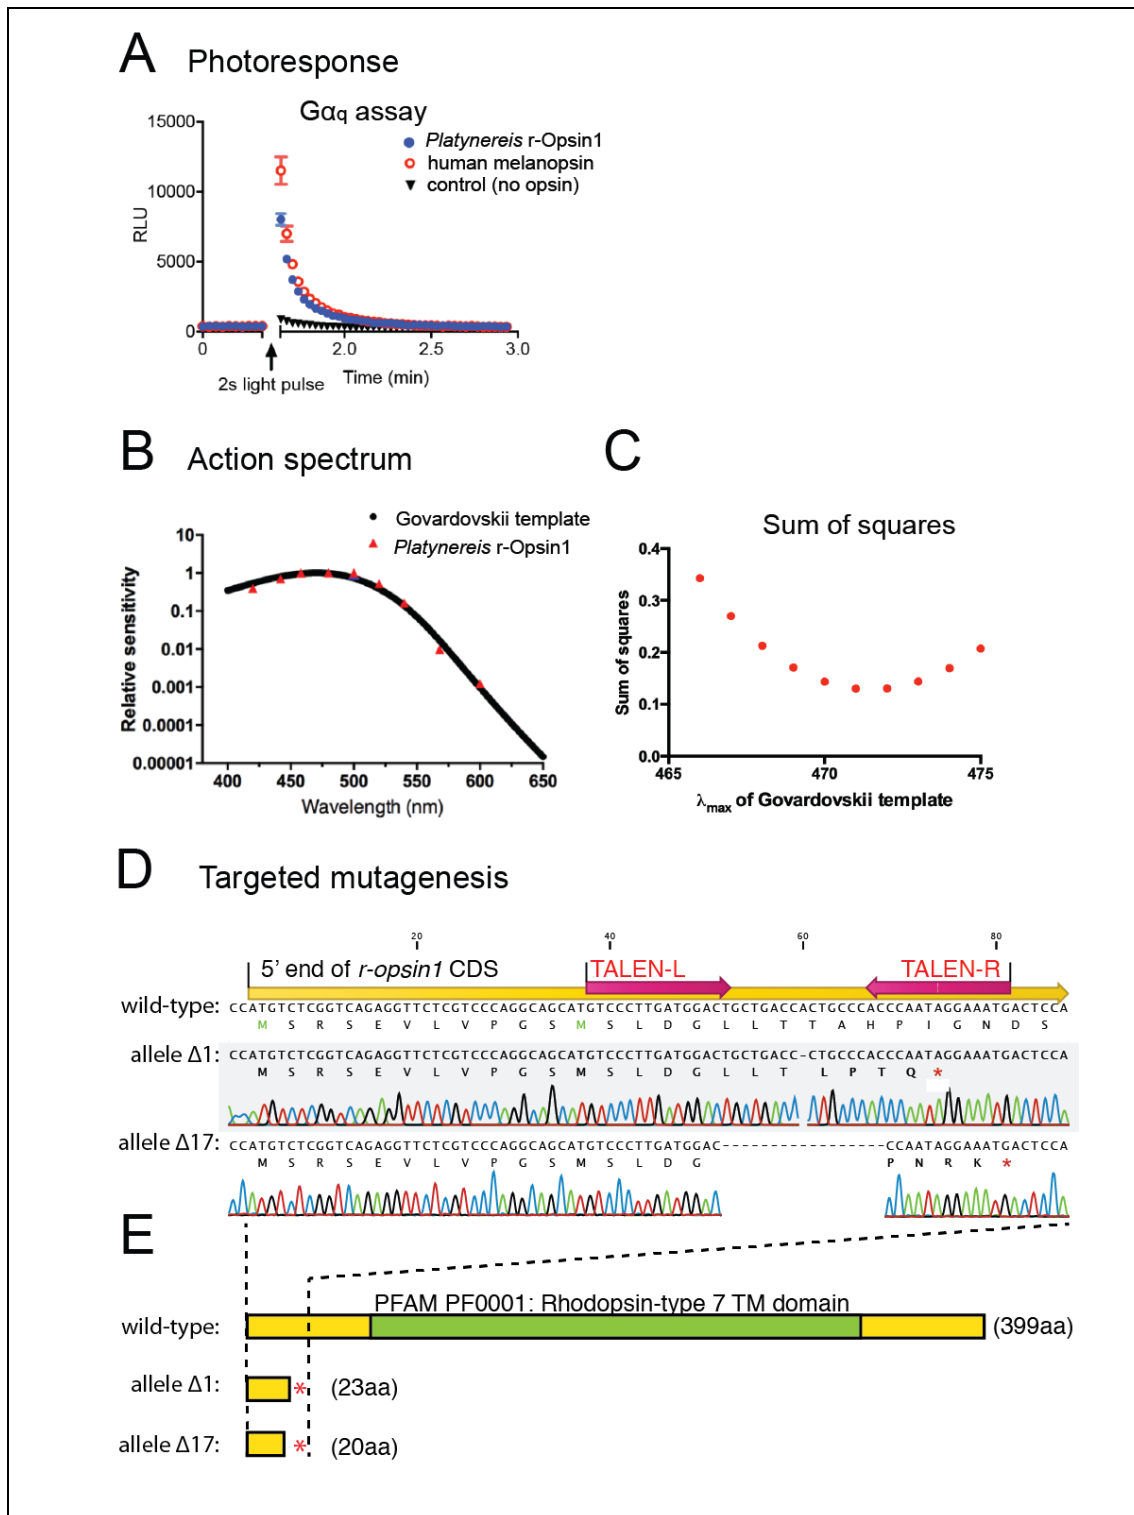 A Photoresponse
Gαq assay
Platynereis r-Opsin1
human melanopsin
control (no opsin)
15000
10000
5000
0
RLU
0
2.0
2.5
3.0
2s light pulse
Time (min)
B Action spectrum
Govardovskii template
Platynereis r-Opsin1
10
1
0.1
0.01
0.001
0.0001
0.00001
Relative sensitivity
400 450 500 550 600 650
Wavelength (nm)
C
Sum of squares
0.4
0.3
0.2
0.1
0.0
Sum of squares
465 470 475
λmax of Govardovskii template
D Targeted mutagenesis
20 40 60 80
5' end of r-opsin1 CDS TALEN-L TALEN-R
wild-type: CCATGTCTCGGTCAGAGGTTCTCGTCCCAGGCAGCATGTCCCTTGATGGACTGCTGACCACTGCCCACCCAATAGGAAATGACTCCA
M S R S E V L V P G S M S L D G L L T T A H P I G N D S
allele Δ1: CCATGTCTCGGTCAGAGGTTCTCGTCCCAGGCAGCATGTCCCTTGATGGACTGCTGACC-CTGCCCACCCAATAGGAAATGACTCCA
M S R S E V L V P G S M S L D G L L T L P T Q *
allele Δ17: CCATGTCTCGGTCAGAGGTTCTCGTCCCAGGCAGCATGTCCCTTGATGGAC-----------------CCAATAGGAAATGACTCCA
M S R S E V L V P G S M S L D G P N R K *
E
PFAM PF0001: Rhodopsin-type 7 TM domain
wild-type: (399aa)
allele Δ1: * (23aa)
allele Δ17: * (20aa)